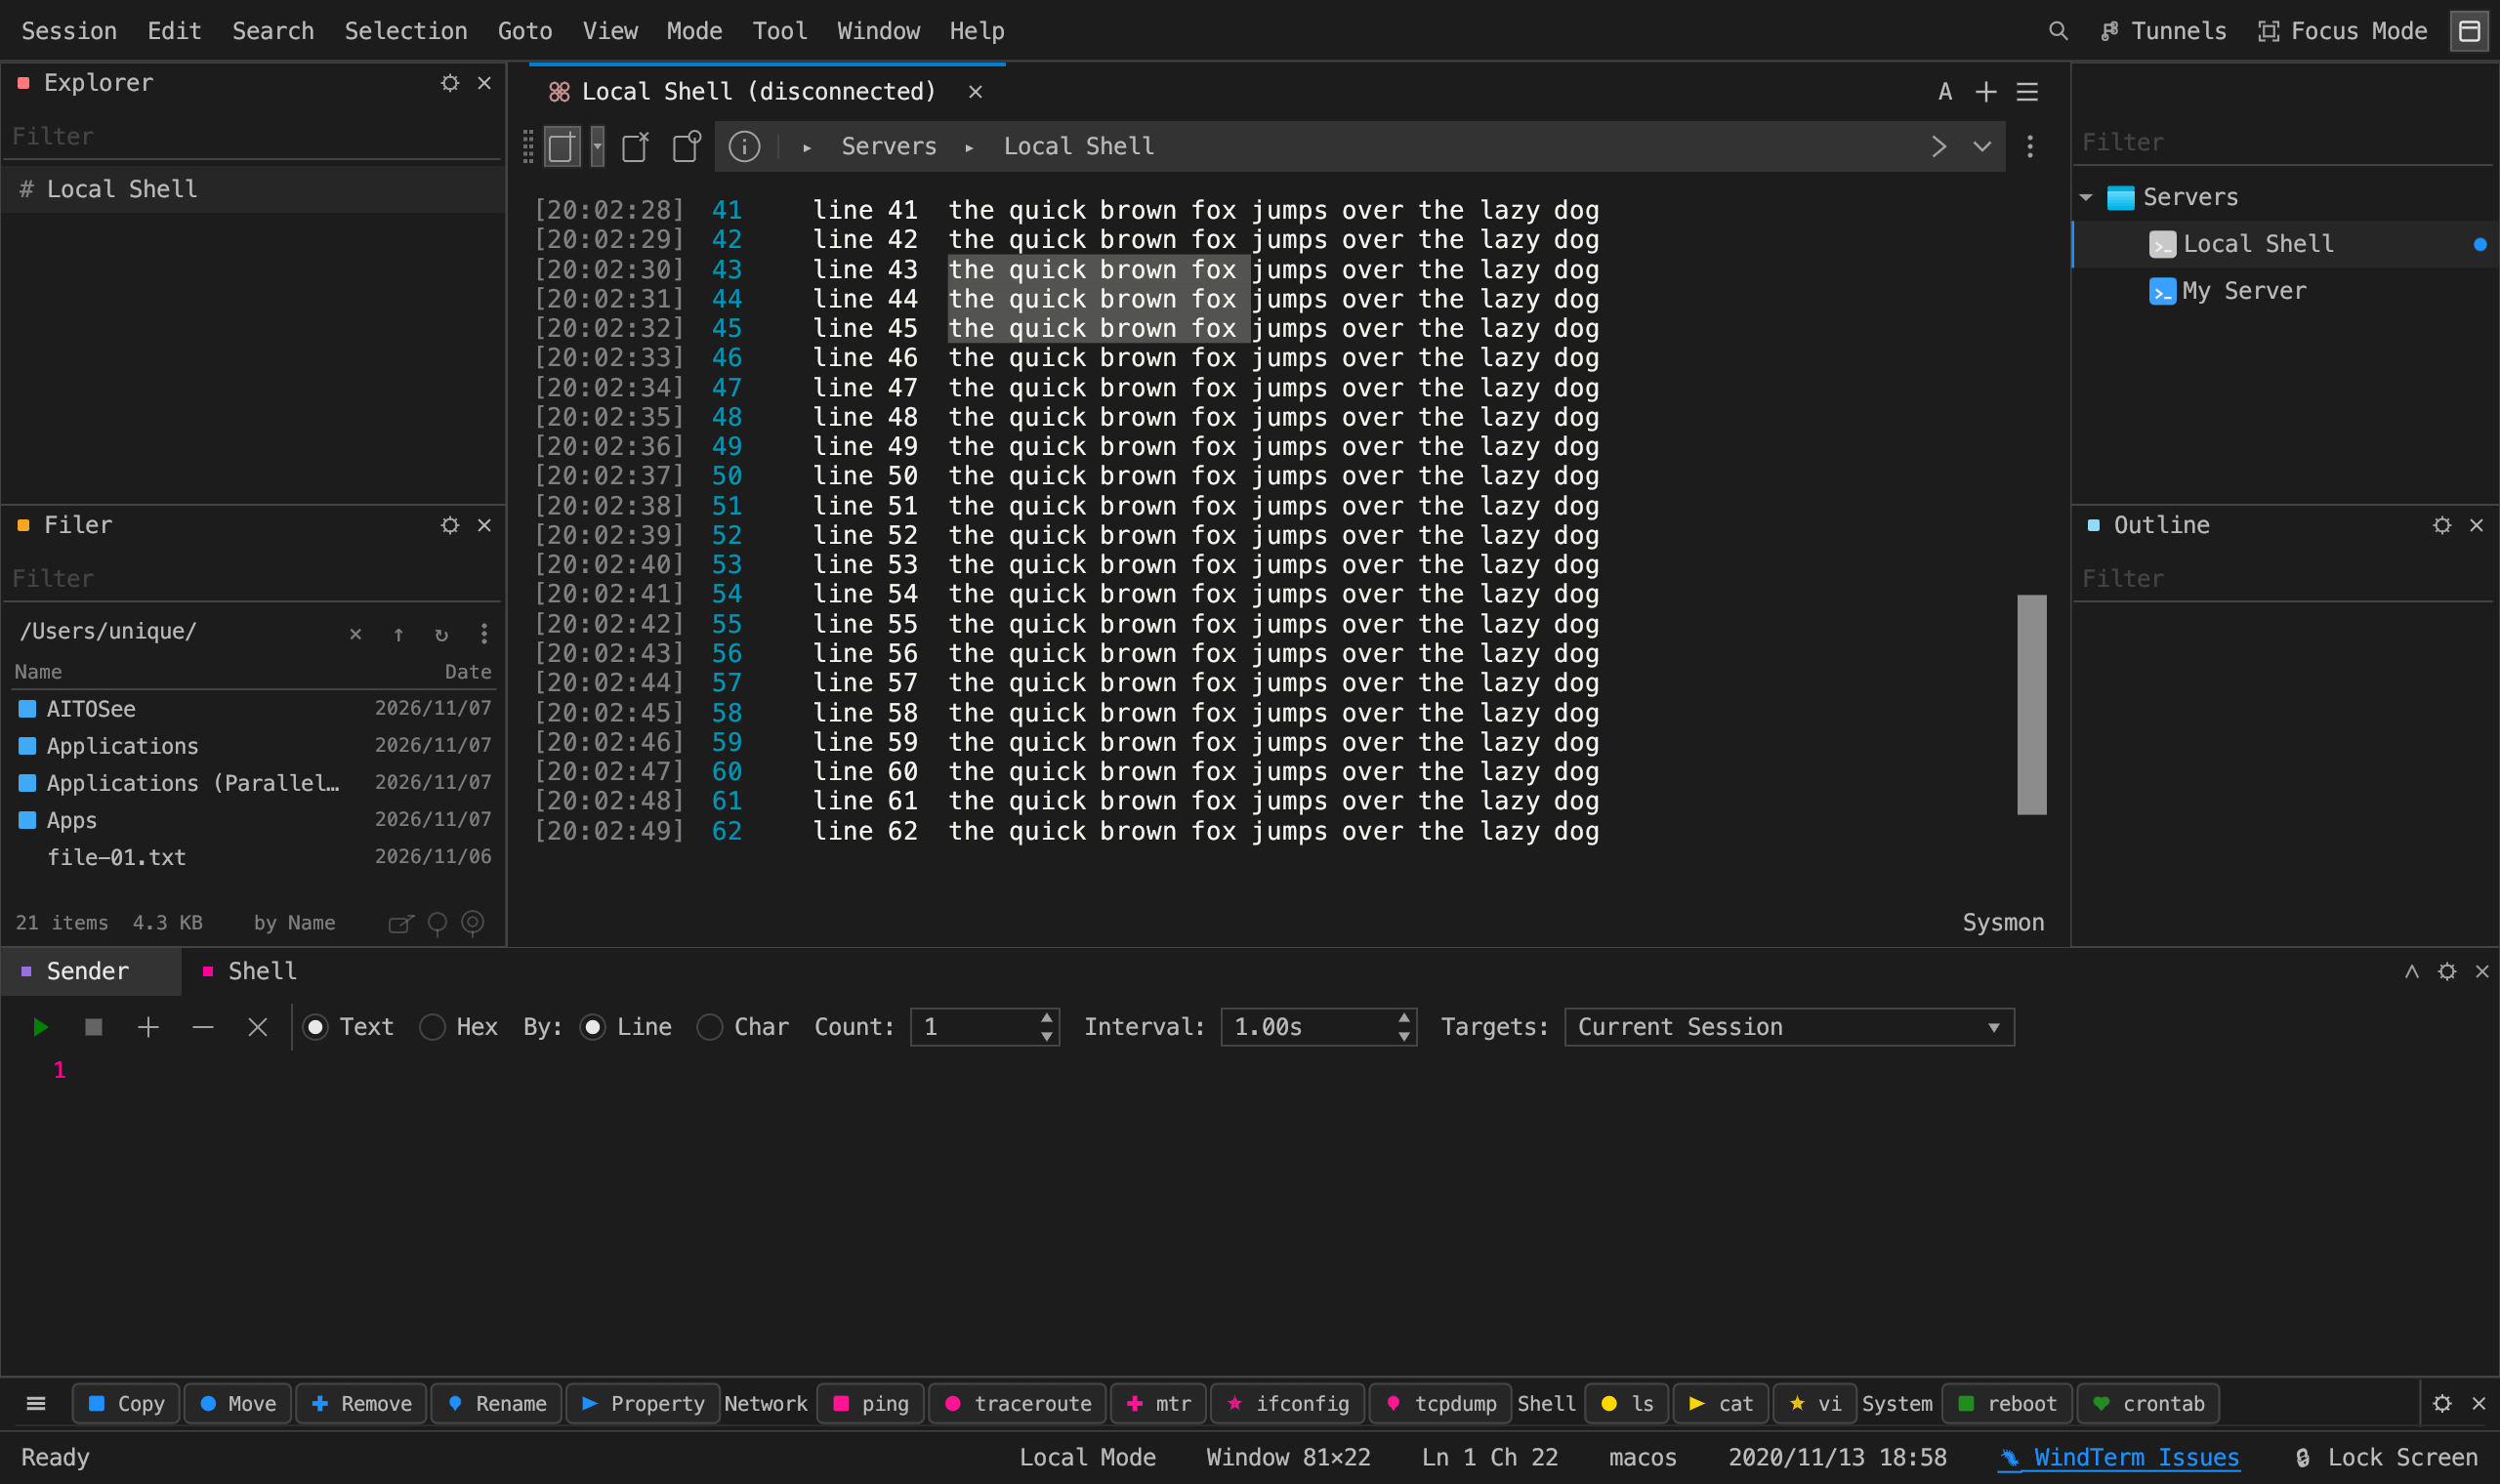 Session Edit Search Selection Goto View Mode Tool Window Help Tunnels Focus Mode
Explorer
Filter
# Local Shell
Filer
Filter
/Users/unique/
Name Date
AITOSee 2026/11/07
Applications 2026/11/07
Applications (Parallel… 2026/11/07
Apps 2026/11/07
file-01.txt 2026/11/06
21 items 4.3 KB by Name
Local Shell (disconnected) A
Servers Local Shell
[20:02:28] 41 line 41 the quick brown fox jumps over the lazy dog
[20:02:29] 42 line 42 the quick brown fox jumps over the lazy dog
[20:02:30] 43 line 43 the quick brown fox jumps over the lazy dog
[20:02:31] 44 line 44 the quick brown fox jumps over the lazy dog
[20:02:32] 45 line 45 the quick brown fox jumps over the lazy dog
[20:02:33] 46 line 46 the quick brown fox jumps over the lazy dog
[20:02:34] 47 line 47 the quick brown fox jumps over the lazy dog
[20:02:35] 48 line 48 the quick brown fox jumps over the lazy dog
[20:02:36] 49 line 49 the quick brown fox jumps over the lazy dog
[20:02:37] 50 line 50 the quick brown fox jumps over the lazy dog
[20:02:38] 51 line 51 the quick brown fox jumps over the lazy dog
[20:02:39] 52 line 52 the quick brown fox jumps over the lazy dog
[20:02:40] 53 line 53 the quick brown fox jumps over the lazy dog
[20:02:41] 54 line 54 the quick brown fox jumps over the lazy dog
[20:02:42] 55 line 55 the quick brown fox jumps over the lazy dog
[20:02:43] 56 line 56 the quick brown fox jumps over the lazy dog
[20:02:44] 57 line 57 the quick brown fox jumps over the lazy dog
[20:02:45] 58 line 58 the quick brown fox jumps over the lazy dog
[20:02:46] 59 line 59 the quick brown fox jumps over the lazy dog
[20:02:47] 60 line 60 the quick brown fox jumps over the lazy dog
[20:02:48] 61 line 61 the quick brown fox jumps over the lazy dog
[20:02:49] 62 line 62 the quick brown fox jumps over the lazy dog
Sysmon
Filter
Servers
Local Shell
My Server
Outline
Filter
Sender Shell
Text Hex By: Line Char Count: 1 Interval: 1.00s Targets: Current Session
1
Copy Move Remove Rename Property Network ping traceroute mtr ifconfig tcpdump Shell ls cat vi System reboot crontab
Ready Local Mode Window 81×22 Ln 1 Ch 22 macos 2020/11/13 18:58 WindTerm Issues Lock Screen